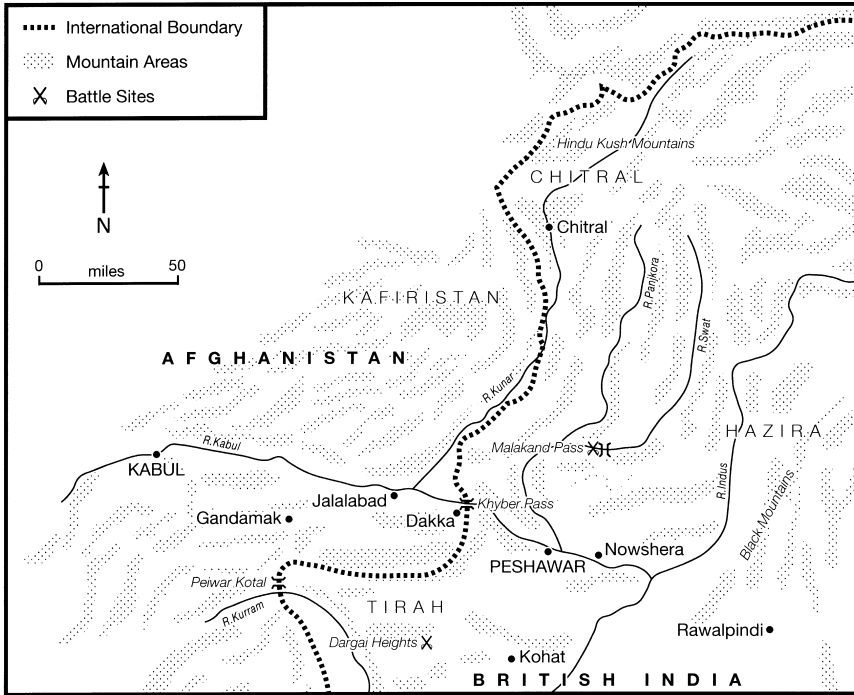 International Boundary
Mountain Areas
Battle Sites
N
0 miles 50
Hindu Kush Mountains
CHITRAL
Chitral
R.Panjkora
KAFIRISTAN
R.Swat
AFGHANISTAN
R.Kunar
HAZIRA
R.Kabul
Malakand Pass
KABUL
R.Indus
Black Mountains
Jalalabad
Khyber Pass
Gandamak
Dakka
Nowshera
PESHAWAR
Peiwar Kotal
TIRAH
R.Kurram
Rawalpindi
Dargai Heights
Kohat
BRITISH INDIA